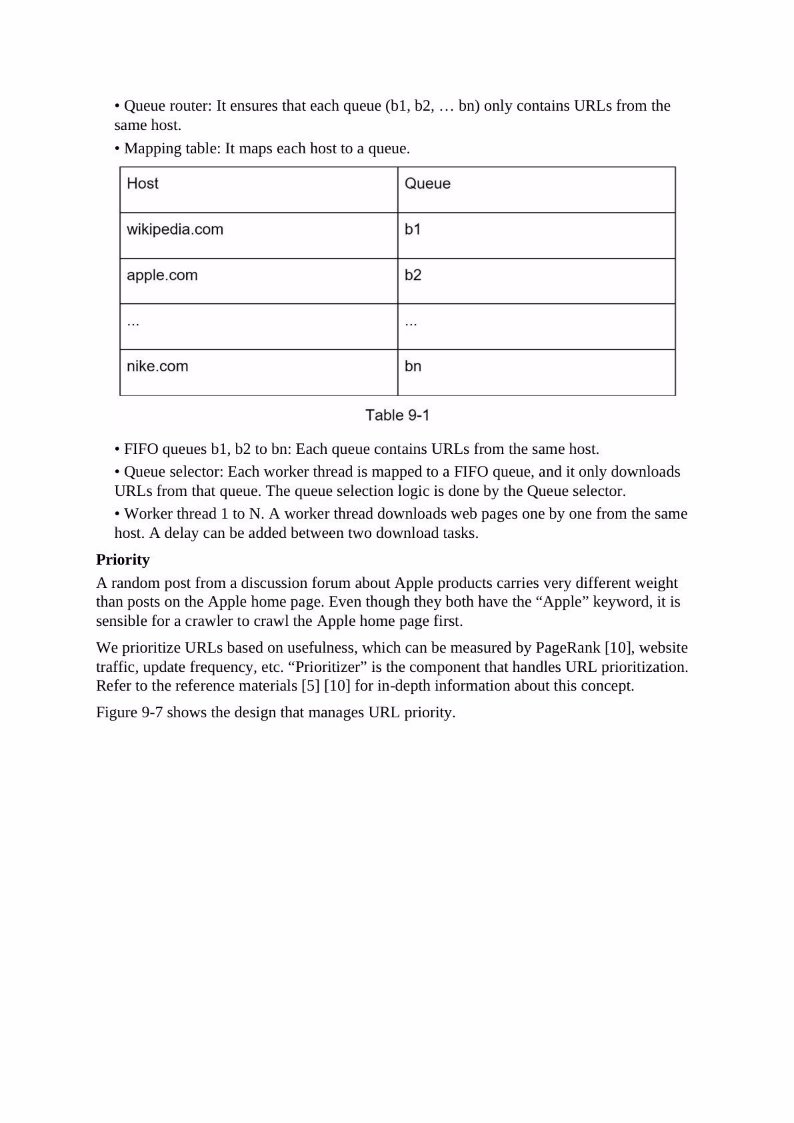 • Queue router: It ensures that each queue (b1, b2, … bn) only contains URLs from the
same host.
• Mapping table: It maps each host to a queue.
Host Queue
wikipedia.com b1
apple.com b2
... ...
nike.com bn
Table 9-1
• FIFO queues b1, b2 to bn: Each queue contains URLs from the same host.
• Queue selector: Each worker thread is mapped to a FIFO queue, and it only downloads
URLs from that queue. The queue selection logic is done by the Queue selector.
• Worker thread 1 to N. A worker thread downloads web pages one by one from the same
host. A delay can be added between two download tasks.
Priority
A random post from a discussion forum about Apple products carries very different weight
than posts on the Apple home page. Even though they both have the “Apple” keyword, it is
sensible for a crawler to crawl the Apple home page first.
We prioritize URLs based on usefulness, which can be measured by PageRank [10], website
traffic, update frequency, etc. “Prioritizer” is the component that handles URL prioritization.
Refer to the reference materials [5] [10] for in-depth information about this concept.
Figure 9-7 shows the design that manages URL priority.